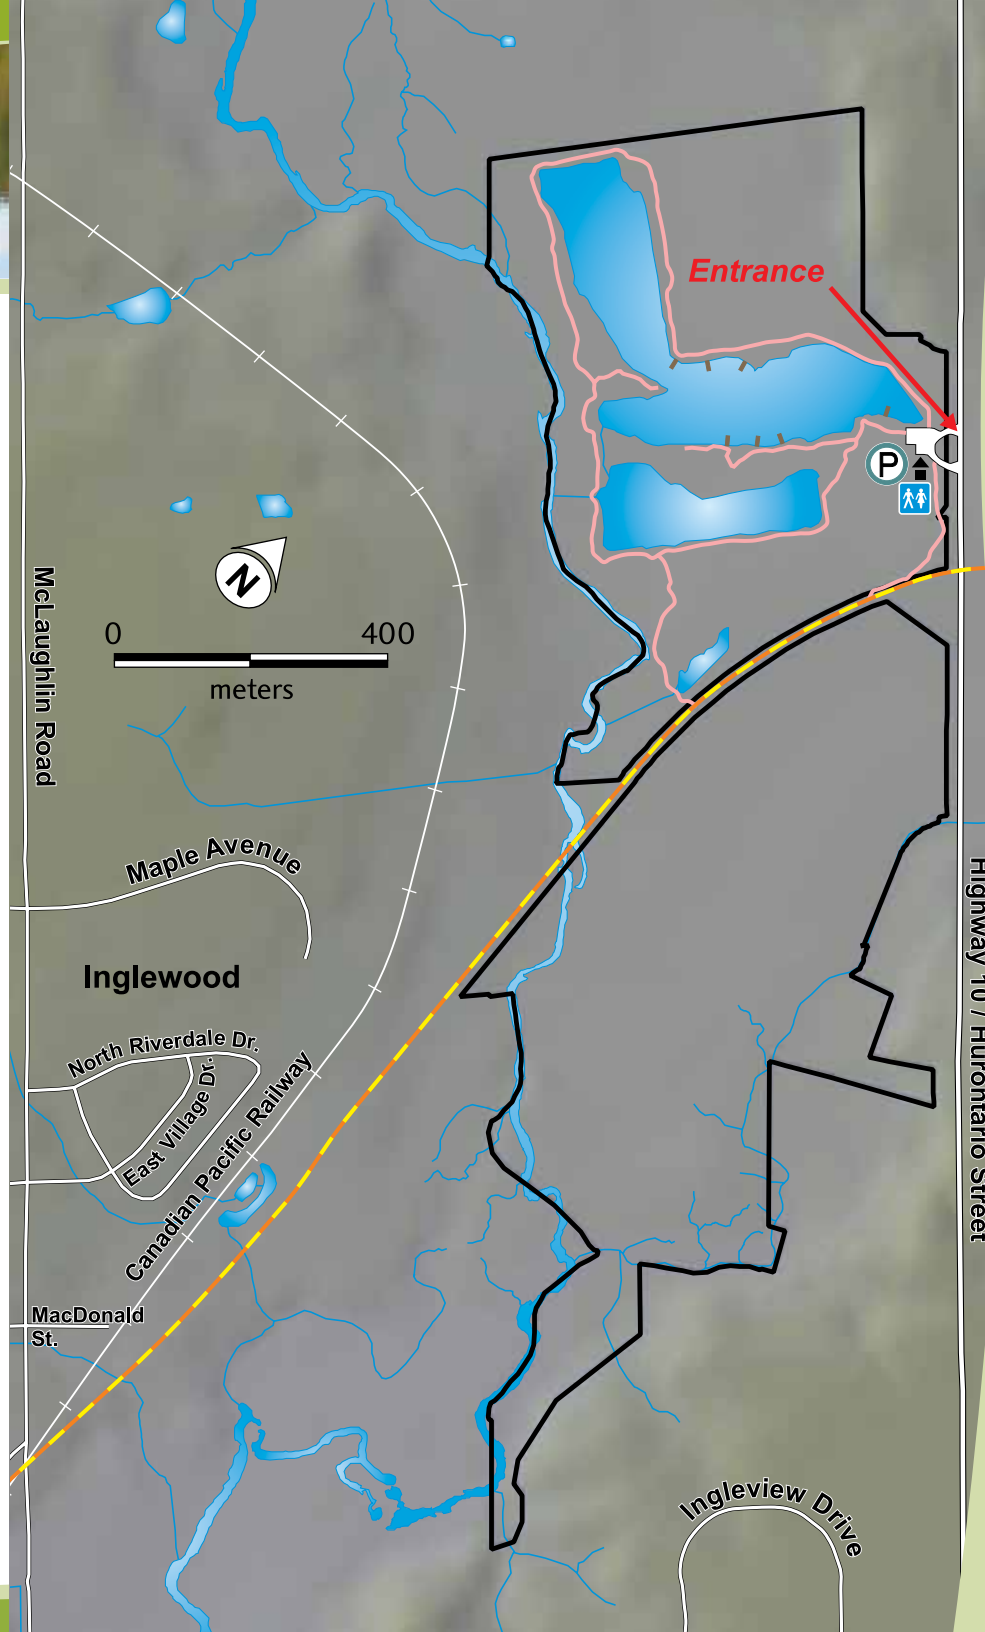 Entrance
P
N
0 400
meters
McLaughlin Road
Maple Avenue
Inglewood
Highway 10 / Hurontario Street
North Riverdale Dr.
East Village Dr.
Canadian Pacific Railway
MacDonald
St.
Ingleview Drive